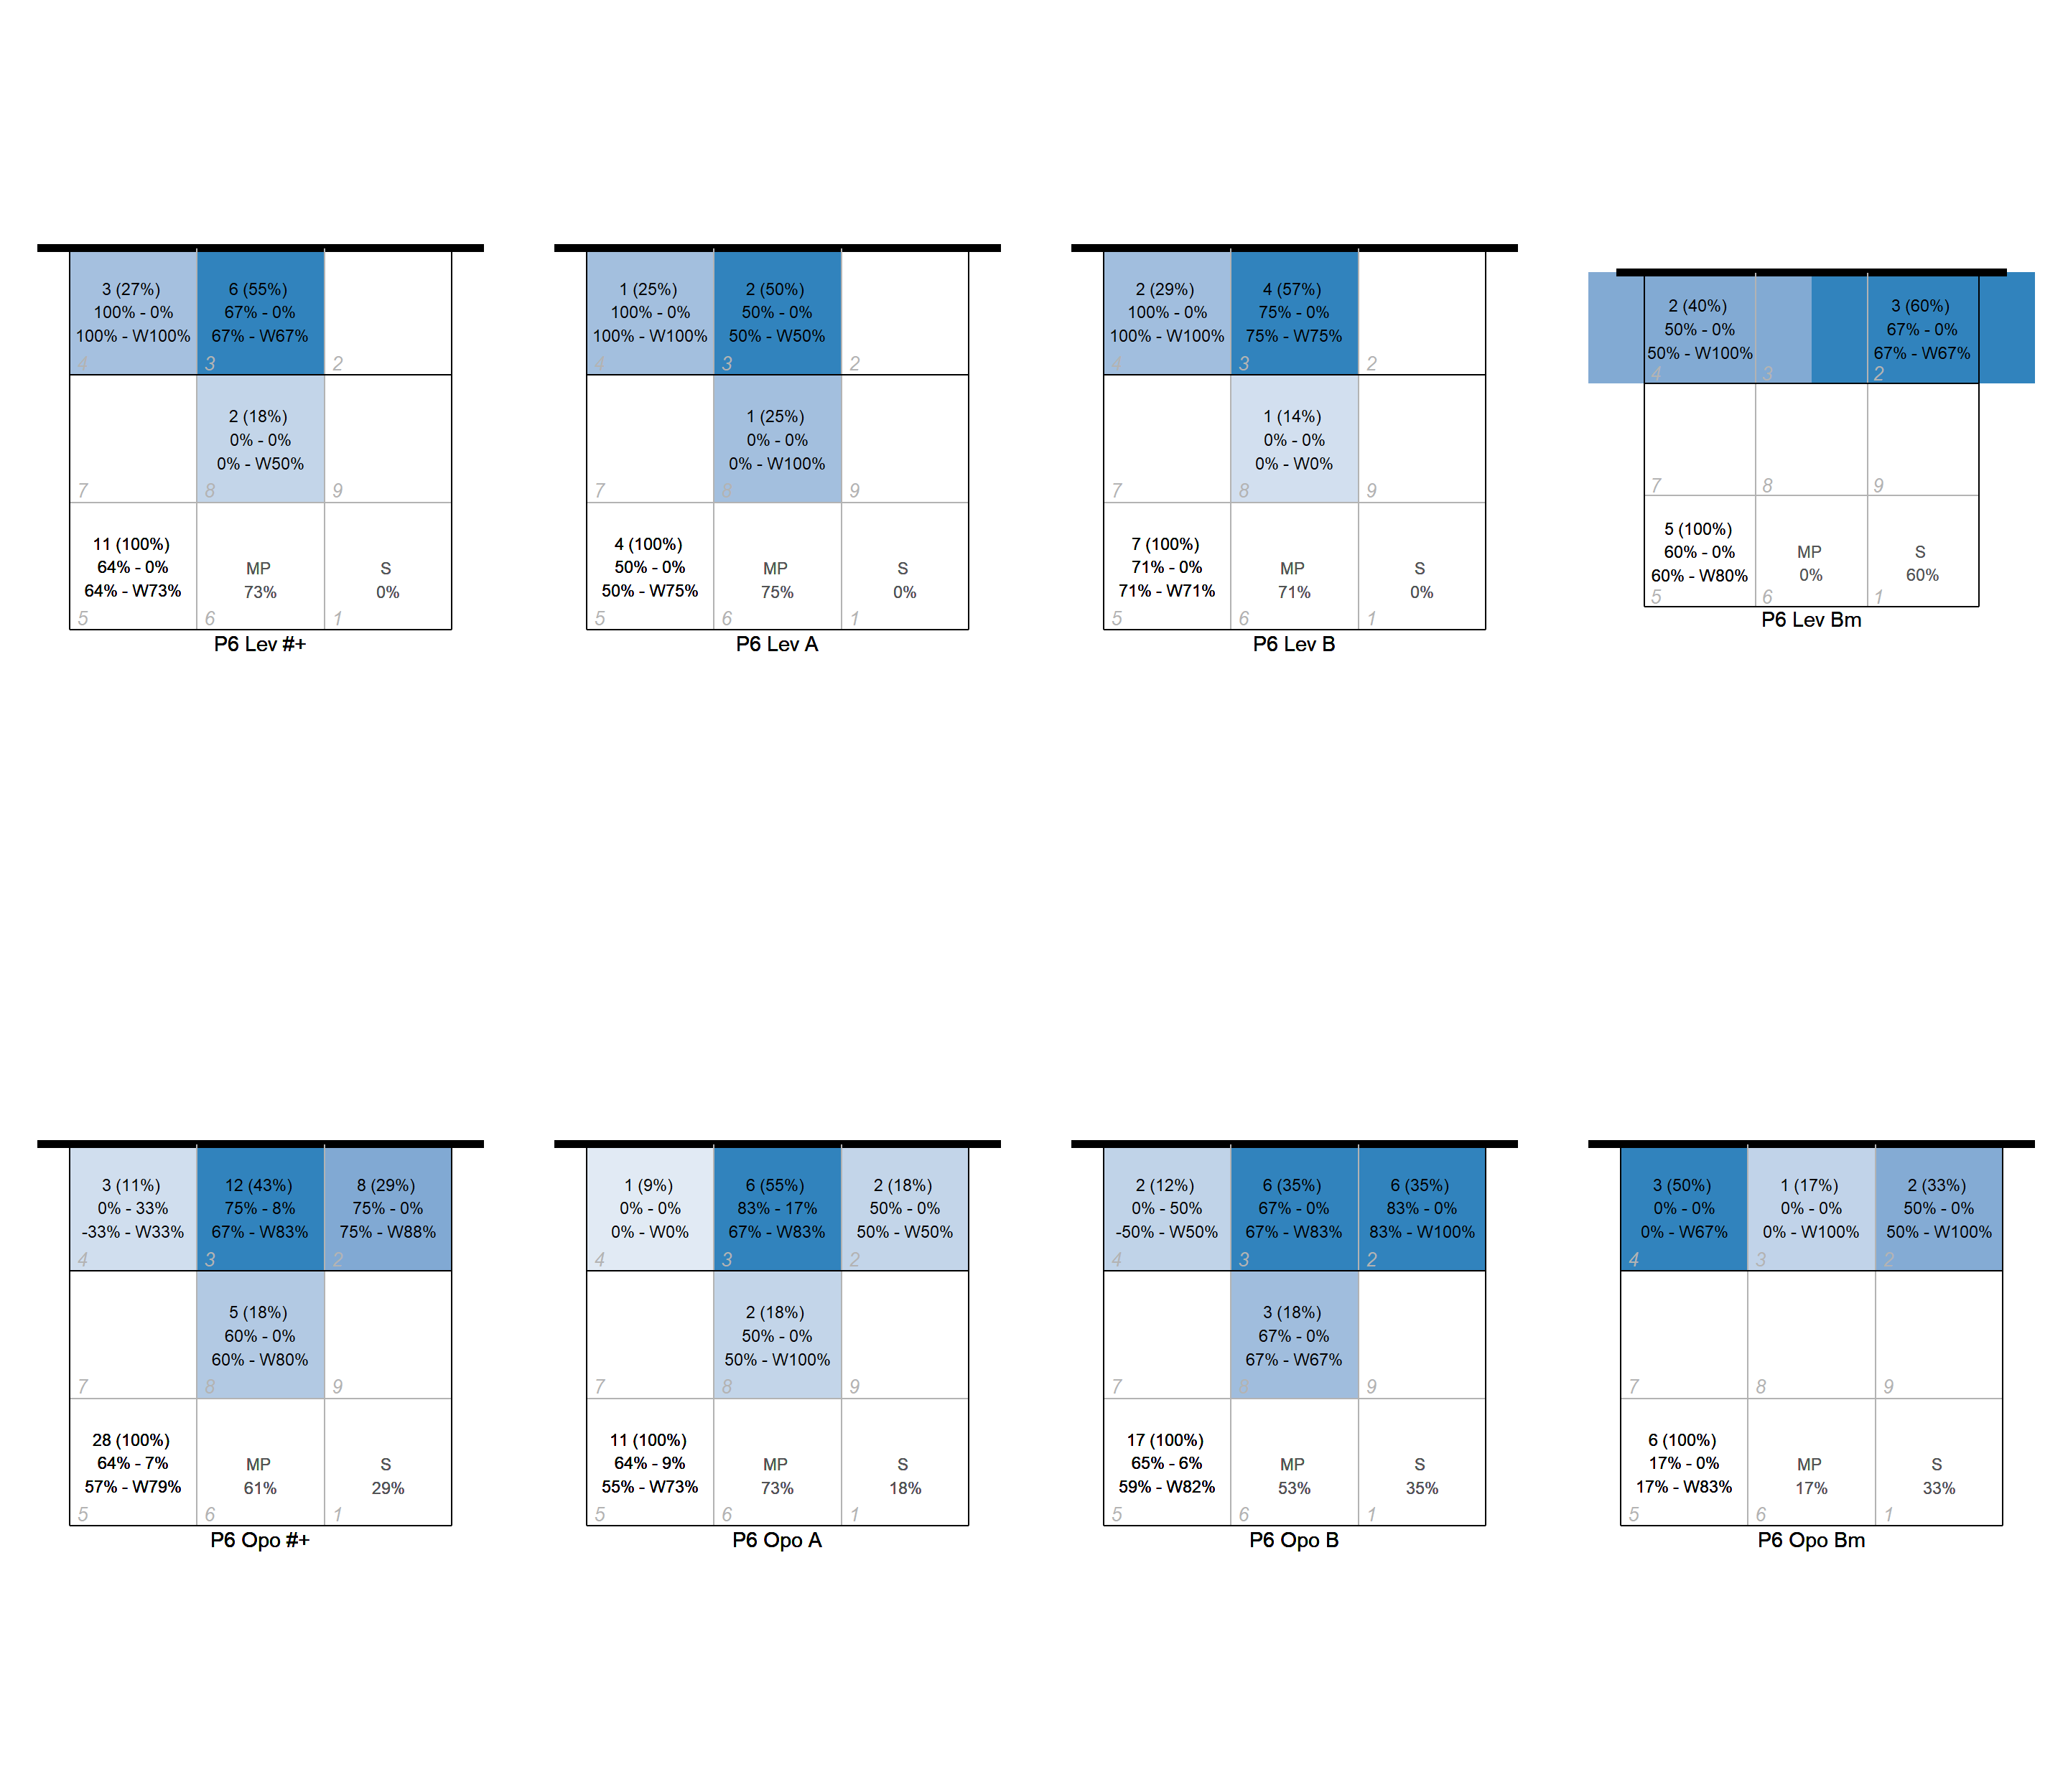 3 (27%)
100% - 0%
100% - W100%
4
6 (55%)
67% - 0%
67% - W67%
3
2
7
2 (18%)
0% - 0%
0% - W50%
8
9
11 (100%)
64% - 0%
64% - W73%
5
MP
73%
6
S
0%
1
P6 Lev #+
1 (25%)
100% - 0%
100% - W100%
4
2 (50%)
50% - 0%
50% - W50%
3
2
7
1 (25%)
0% - 0%
0% - W100%
8
9
4 (100%)
50% - 0%
50% - W75%
5
MP
75%
6
S
0%
1
P6 Lev A
2 (29%)
100% - 0%
100% - W100%
4
4 (57%)
75% - 0%
75% - W75%
3
2
7
1 (14%)
0% - 0%
0% - W0%
8
9
7 (100%)
71% - 0%
71% - W71%
5
MP
71%
6
S
0%
1
P6 Lev B
2 (40%)
50% - 0%
50% - W100%
4
3
3 (60%)
67% - 0%
67% - W67%
2
7
8
9
5 (100%)
60% - 0%
60% - W80%
5
MP
0%
6
S
60%
1
P6 Lev Bm
3 (11%)
0% - 33%
-33% - W33%
4
12 (43%)
75% - 8%
67% - W83%
3
8 (29%)
75% - 0%
75% - W88%
2
7
5 (18%)
60% - 0%
60% - W80%
8
9
28 (100%)
64% - 7%
57% - W79%
5
MP
61%
6
S
29%
1
P6 Opo #+
1 (9%)
0% - 0%
0% - W0%
4
6 (55%)
83% - 17%
67% - W83%
3
2 (18%)
50% - 0%
50% - W50%
2
7
2 (18%)
50% - 0%
50% - W100%
8
9
11 (100%)
64% - 9%
55% - W73%
5
MP
73%
6
S
18%
1
P6 Opo A
2 (12%)
0% - 50%
-50% - W50%
4
6 (35%)
67% - 0%
67% - W83%
3
6 (35%)
83% - 0%
83% - W100%
2
7
3 (18%)
67% - 0%
67% - W67%
8
9
17 (100%)
65% - 6%
59% - W82%
5
MP
53%
6
S
35%
1
P6 Opo B
3 (50%)
0% - 0%
0% - W67%
4
1 (17%)
0% - 0%
0% - W100%
3
2 (33%)
50% - 0%
50% - W100%
2
7
8
9
6 (100%)
17% - 0%
17% - W83%
5
MP
17%
6
S
33%
1
P6 Opo Bm